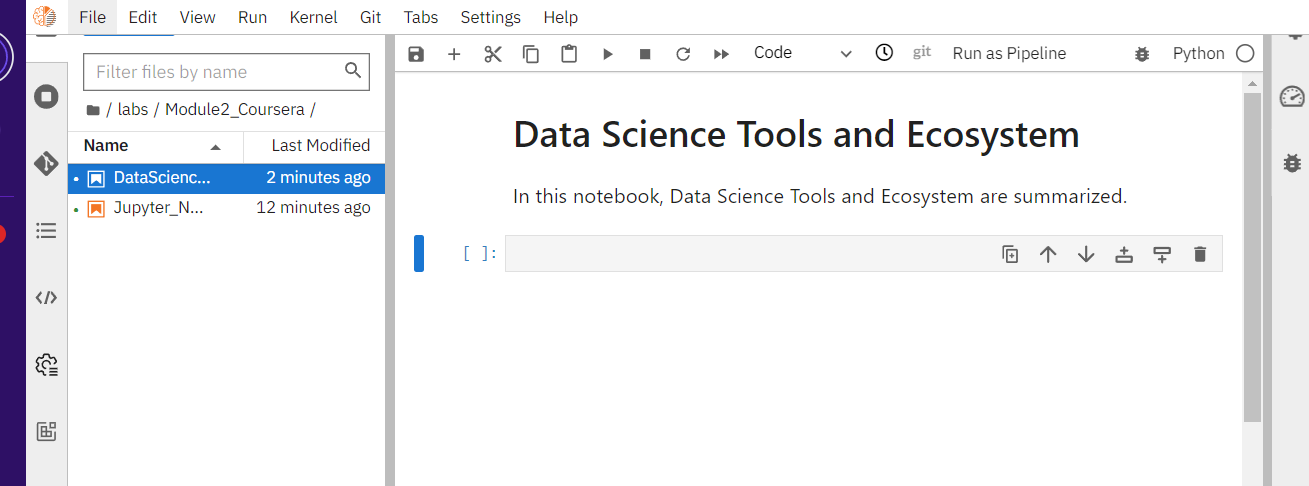 File Edit View Run Kernel Git Tabs Settings Help
Code git Run as Pipeline Python
Filter files by name
/ labs / Module2_Coursera /
Name Last Modified
DataScienc... 2 minutes ago
Jupyter_N... 12 minutes ago
Data Science Tools and Ecosystem
In this notebook, Data Science Tools and Ecosystem are summarized.
[ ]: